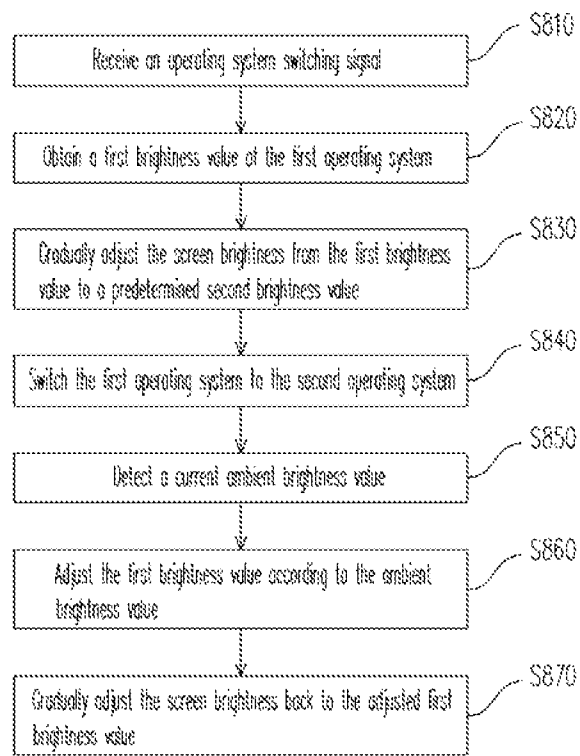 S810
Receive an operating system switching signal
S820
Obtain a first brightness value of the first operating system
S830
Gradually adjust the screen brightness from the first brightness
value to a predetermined second brightness value
S840
Switch the first operating system to the second operating system
S850
Detect a current ambient brightness value
S860
Adjust the first brightness value according to the ambient
brightness value
S870
Gradually adjust the screen brightness back to the adjusted first
brightness value